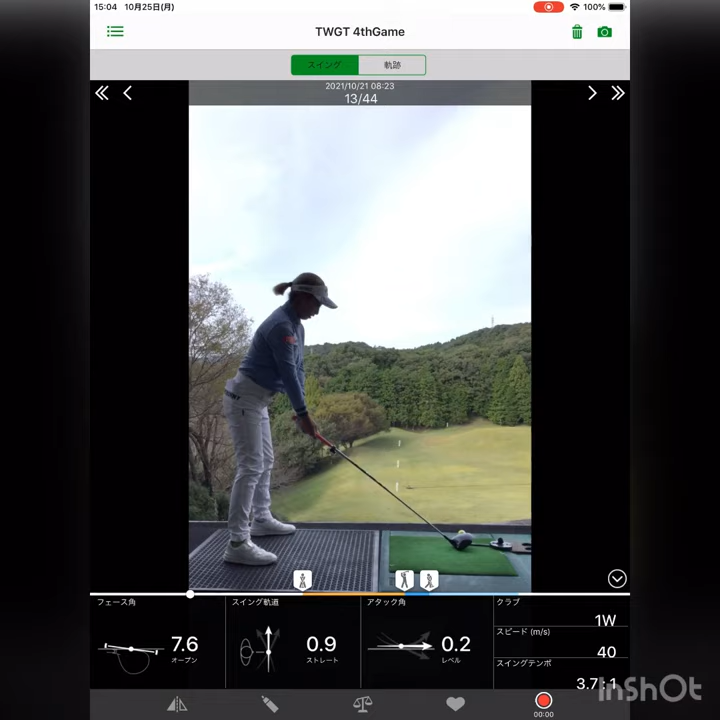 15:04 10月25日(月)
100%
TWGT 4thGame
スイング
軌跡
2021/10/21 08:23
13/44
フェース角
7.6
オープン
スイング軌道
0.9
ストレート
アタック角
0.2
レベル
クラブ
1W
スピード (m/s)
40
スイングテンポ
3.7 : 1
InShOt
00:00